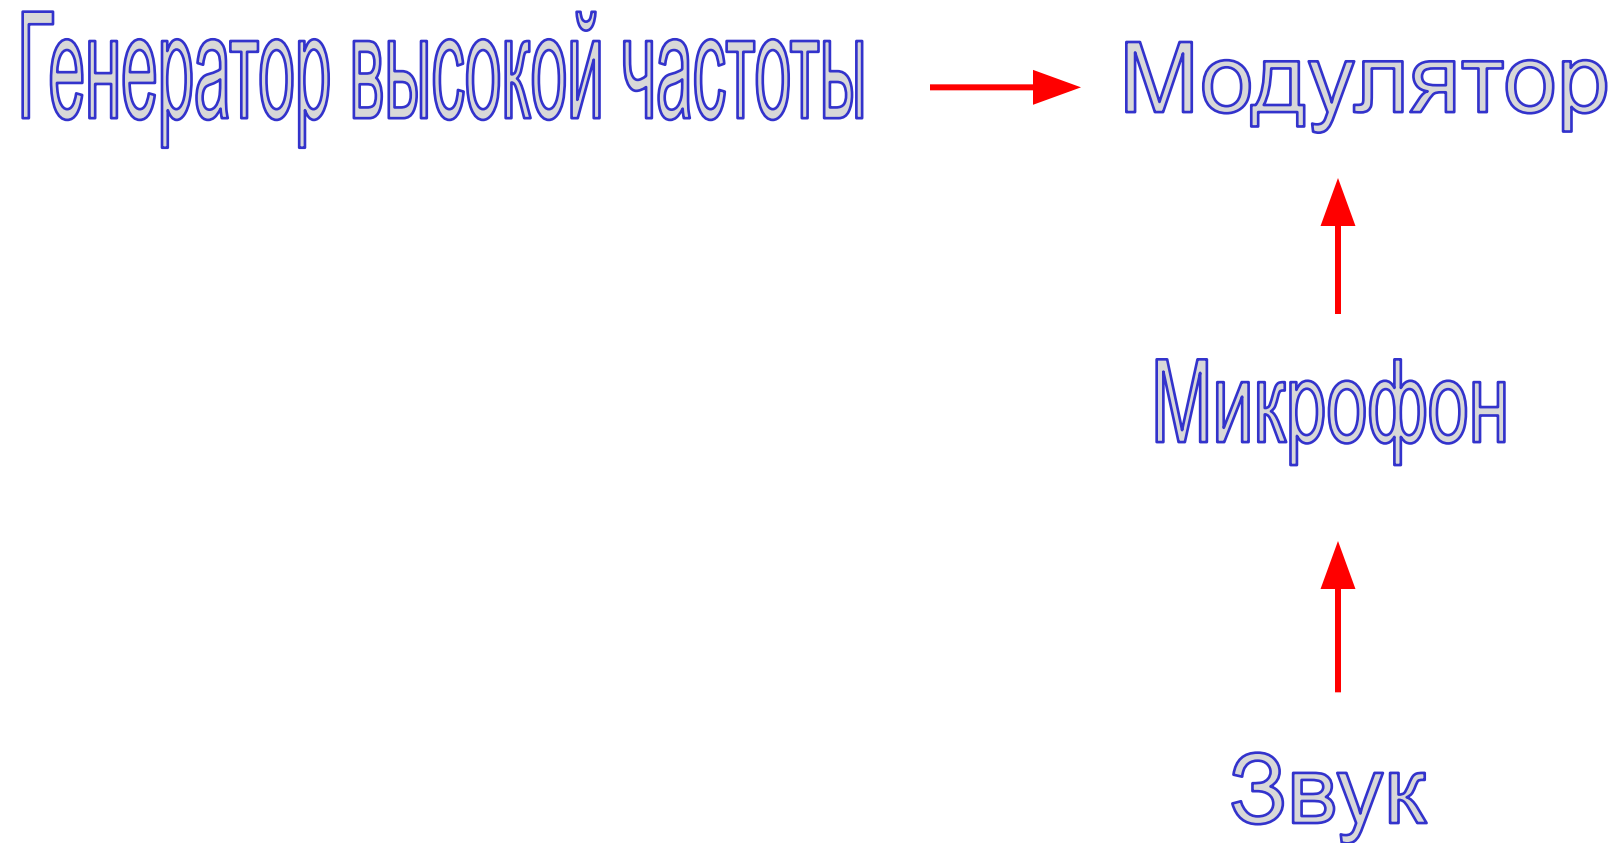 Генератор высокой частоты
Модулятор
Микрофон
Звук